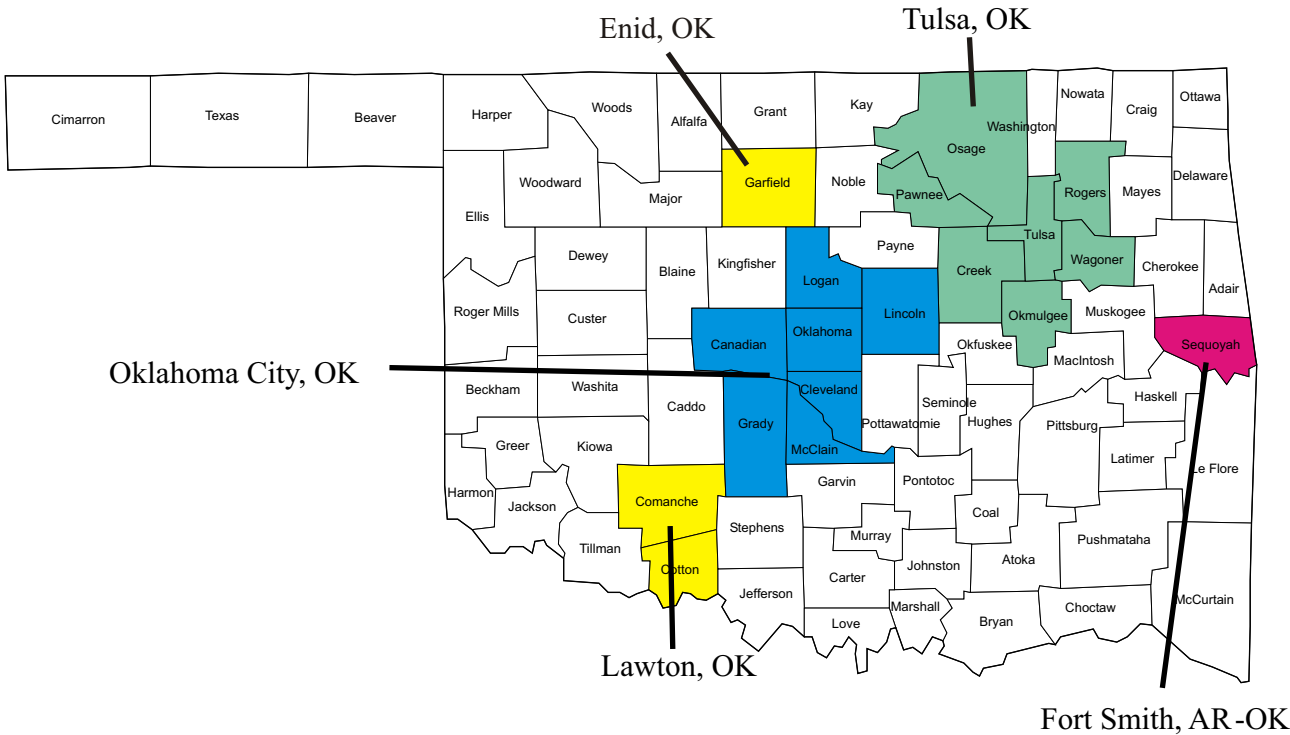 Enid, OK
Tulsa, OK
Cimarron
Texas
Beaver
Harper
Woods
Alfalfa
Grant
Kay
Osage
Washington
Nowata
Craig
Ottawa
Woodward
Major
Garfield
Noble
Pawnee
Rogers
Mayes
Delaware
Ellis
Dewey
Blaine
Kingfisher
Logan
Payne
Creek
Tulsa
Wagoner
Cherokee
Adair
Roger Mills
Custer
Canadian
Oklahoma
Lincoln
Okfuskee
Okmulgee
Muskogee
Sequoyah
MacIntosh
Oklahoma City, OK
Beckham
Washita
Caddo
Grady
Cleveland
McClain
Pottawatomie
Seminole
Hughes
Pittsburg
Haskell
Latimer
Le Flore
Greer
Kiowa
Harmon
Jackson
Comanche
Stephens
Garvin
Pontotoc
Coal
Murray
Tillman
Cotton
Jefferson
Carter
Johnston
Atoka
Pushmataha
Love
Marshall
Bryan
Choctaw
McCurtain
Lawton, OK
Fort Smith, AR-OK